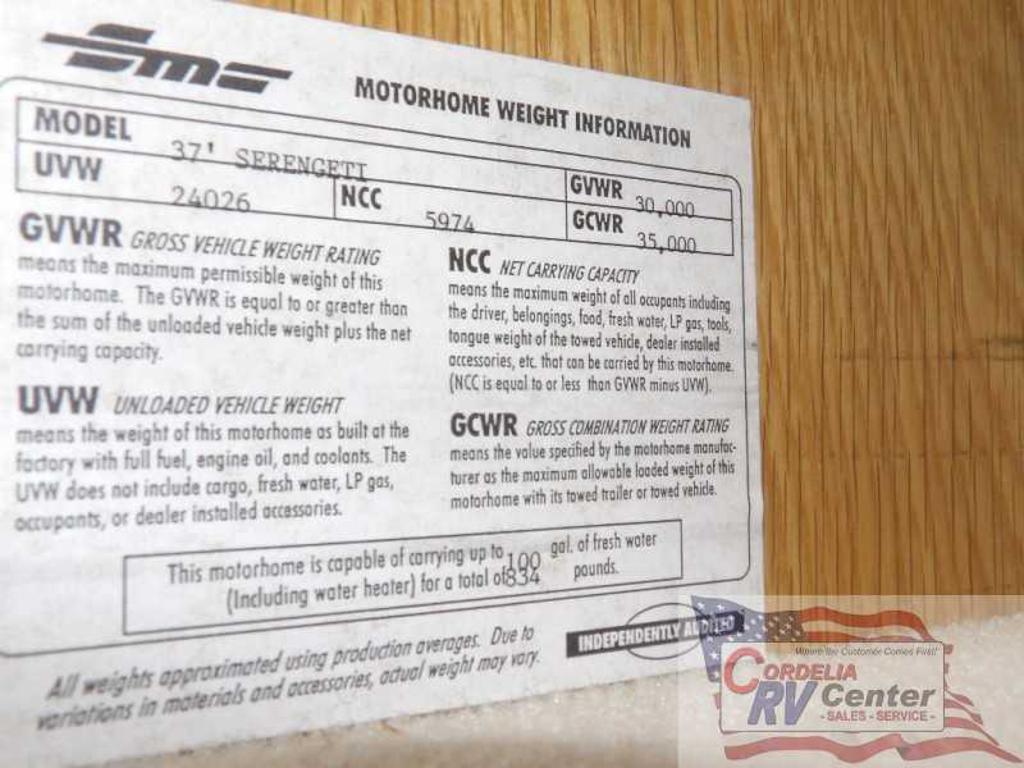 SMC
MOTORHOME WEIGHT INFORMATION
MODEL 37' SERENGETI
GVWR 30,000
UVW 24026
NCC 5974
GCWR 35,000
GVWR GROSS VEHICLE WEIGHT RATING
means the maximum permissible weight of this
motorhome. The GVWR is equal to or greater than
the sum of the unloaded vehicle weight plus the net
carrying capacity.
UVW UNLOADED VEHICLE WEIGHT
means the weight of this motorhome as built at the
factory with full fuel, engine oil, and coolants. The
UVW does not include cargo, fresh water, LP gas,
occupants, or dealer installed accessories.
NCC NET CARRYING CAPACITY
means the maximum weight of all occupants including
the driver, belongings, food, fresh water, LP gas, tools,
tongue weight of the towed vehicle, dealer installed
accessories, etc. that can be carried by this motorhome.
(NCC is equal to or less than GVWR minus UVW).
GCWR GROSS COMBINATION WEIGHT RATING
means the value specified by the motorhome manufac-
turer as the maximum allowable loaded weight of this
motorhome with its towed trailer or towed vehicle.
This motorhome is capable of carrying up to 100 gal. of fresh water
(Including water heater) for a total of 834 pounds.
All weights approximated using production averages. Due to
variations in materials and accessories, actual weight may vary.
INDEPENDENTLY AUDITED
Where the Customer Comes First!
CORDELIA
RV Center
- SALES - SERVICE -